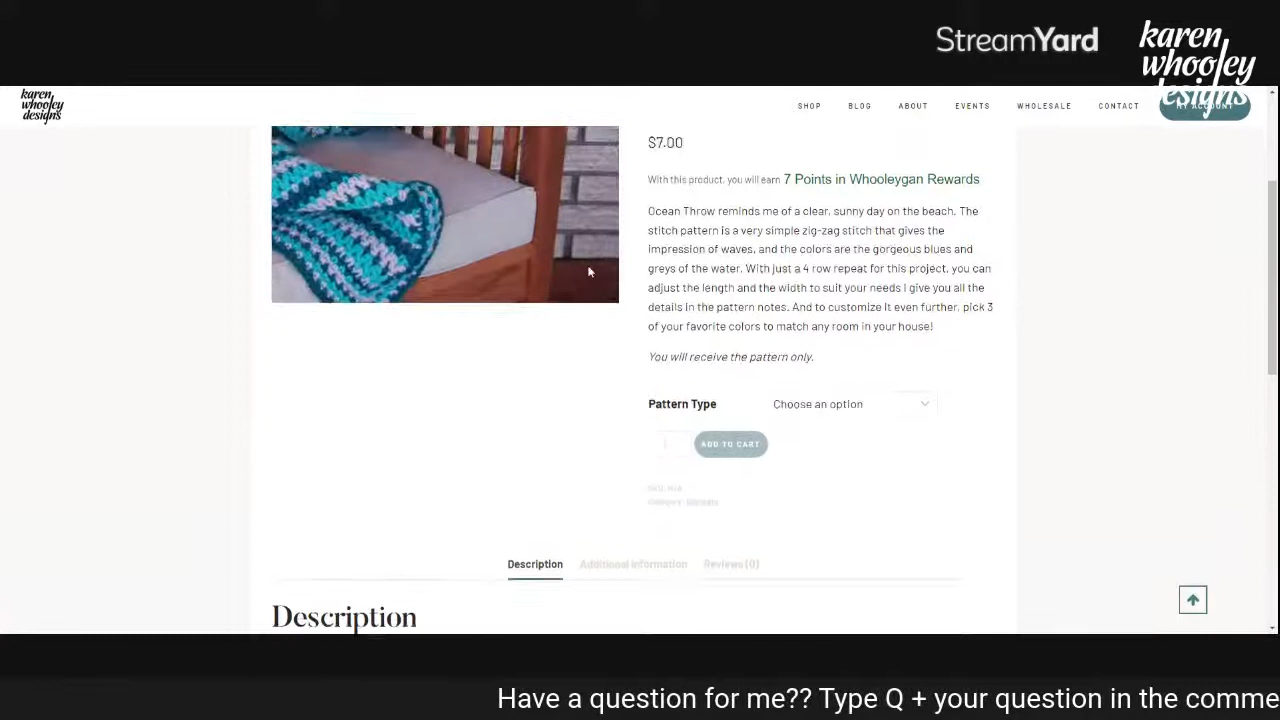 StreamYard
karen
whooley
designs
karen
whooley
designs
SHOP BLOG ABOUT EVENTS WHOLESALE CONTACT MY ACCOUNT
$7.00
With this product, you will earn 7 Points in Whooleygan Rewards
Ocean Throw reminds me of a clear, sunny day on the beach. The
stitch pattern is a very simple zig-zag stitch that gives the
impression of waves, and the colors are the gorgeous blues and
greys of the water. With just a 4 row repeat for this project, you can
adjust the length and the width to suit your needs I give you all the
details in the pattern notes. And to customize it even further, pick 3
of your favorite colors to match any room in your house!
You will receive the pattern only.
Pattern Type Choose an option
ADD TO CART
SKU: N/A
Description Additional information Reviews (0)
Description
Have a question for me?? Type Q + your question in the comme